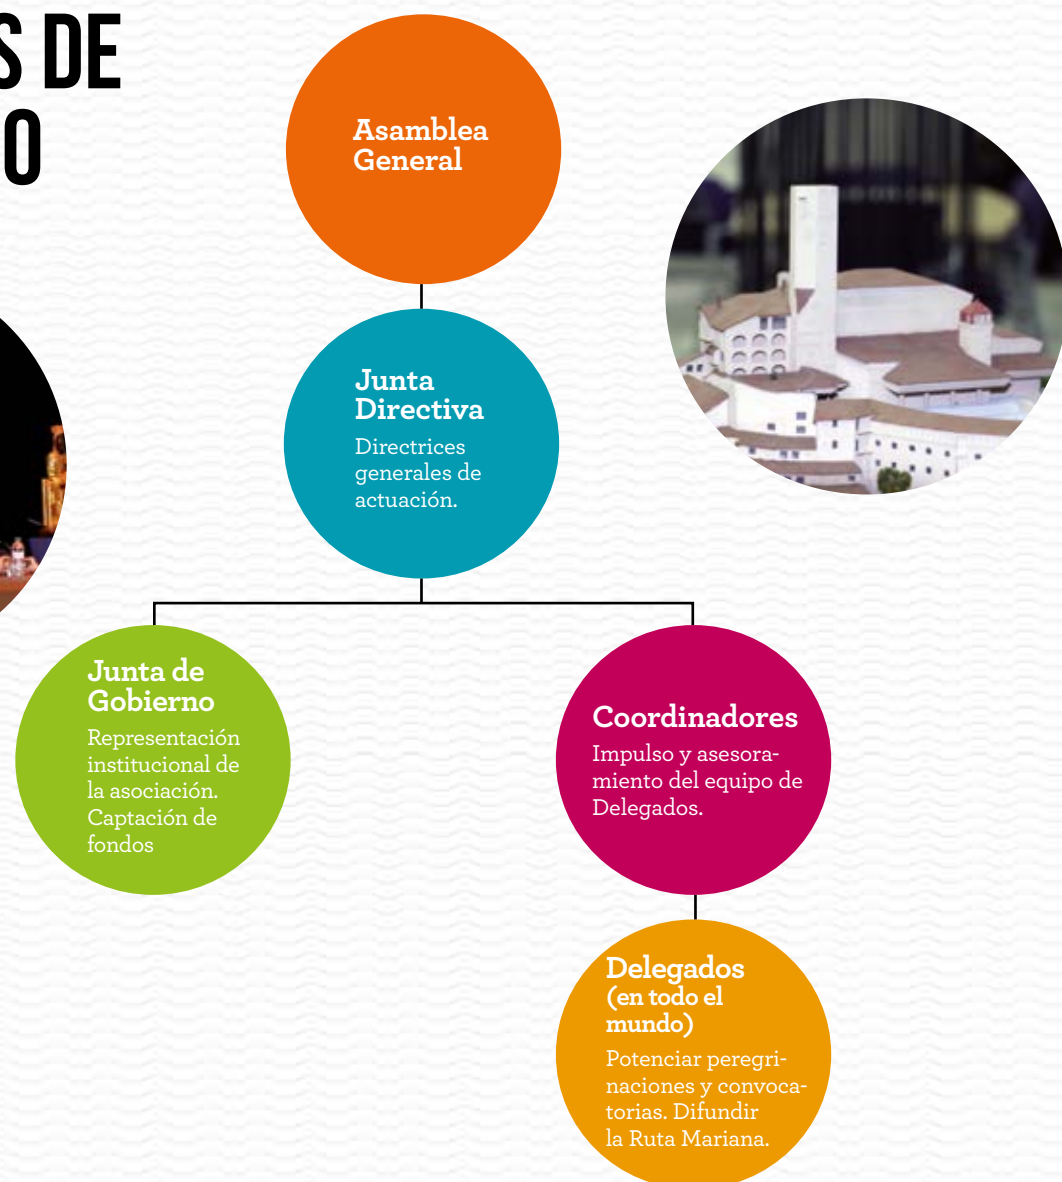 S DE
O
Asamblea
General
Junta
Directiva
Directrices
generales de
actuación.
Junta de
Gobierno
Representación
institucional de
la asociación.
Captación de
fondos
Coordinadores
Impulso y asesora-
miento del equipo de
Delegados.
Delegados
(en todo el
mundo)
Potenciar peregri-
naciones y convoca-
torias. Difundir
la Ruta Mariana.